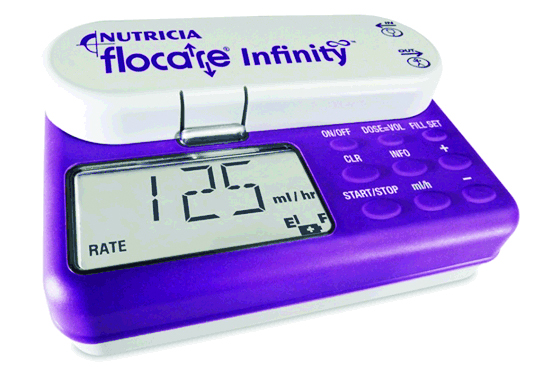 NUTRICIA
flocare® Infinity™
IN
OUT
ON/OFF DOSE=VOL FILL SET
CLR INFO +
START/STOP ml/h -
125 ml/hr
E F
RATE